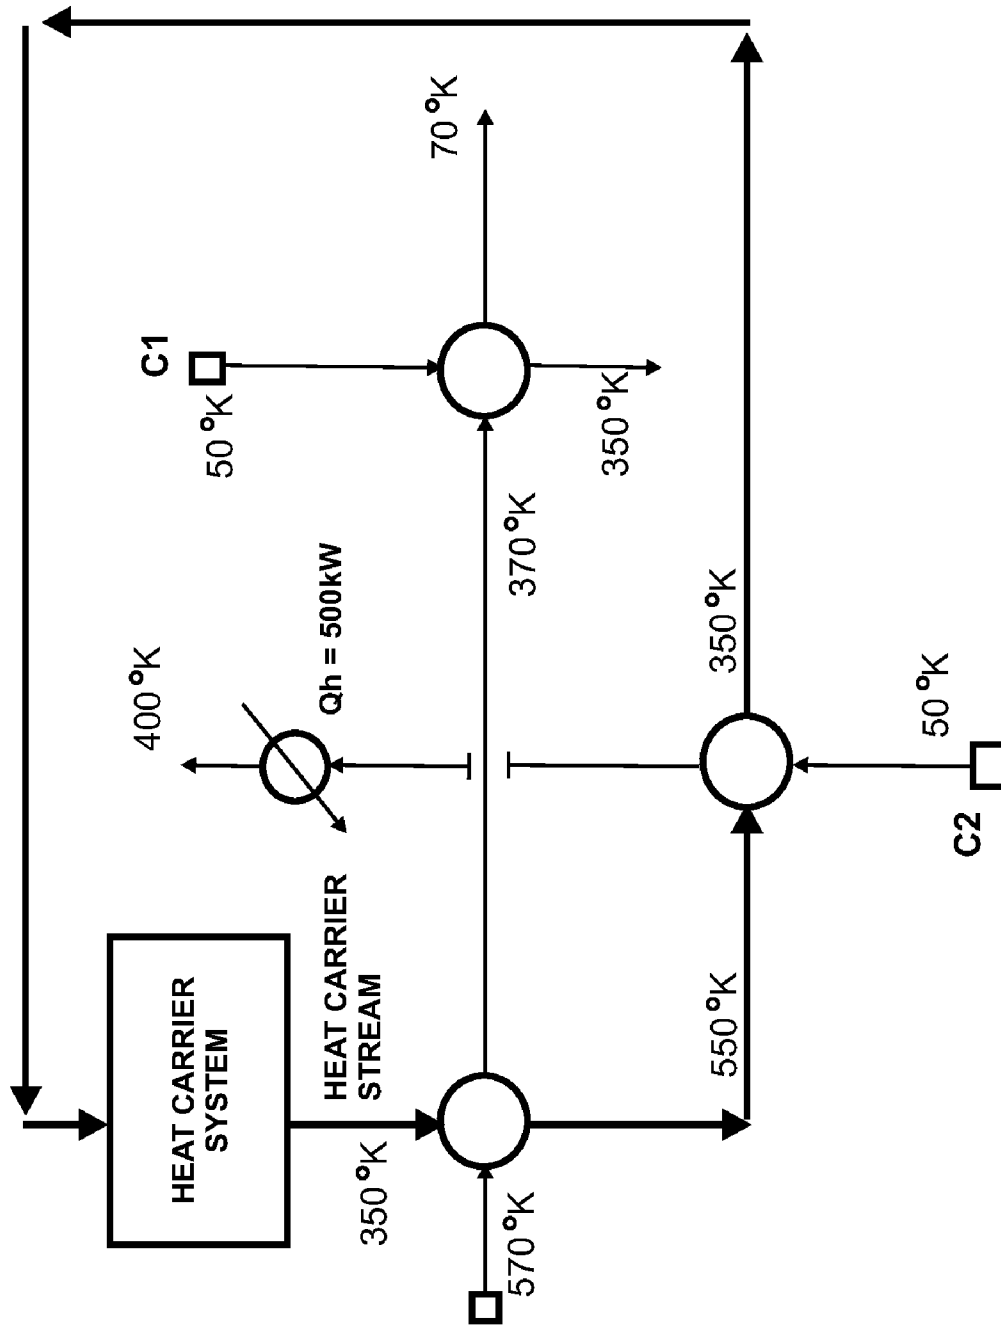 70°K
C1
50°K
350°K
370°K
Qh = 500kW
400°K
350°K
50°K
C2
HEAT CARRIER
STREAM
HEAT CARRIER
SYSTEM
550°K
350°K
570°K